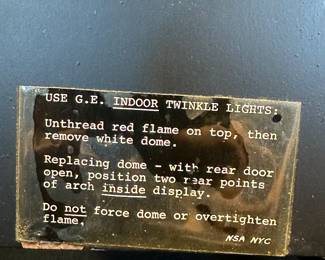 USE G.E. INDOOR TWINKLE LIGHTS:
Unthread red flame on top, then
remove white dome.
Replacing dome - with rear door
open, position two rear points
of arch inside display.
Do not force dome or overtighten
flame.
NSA NYC